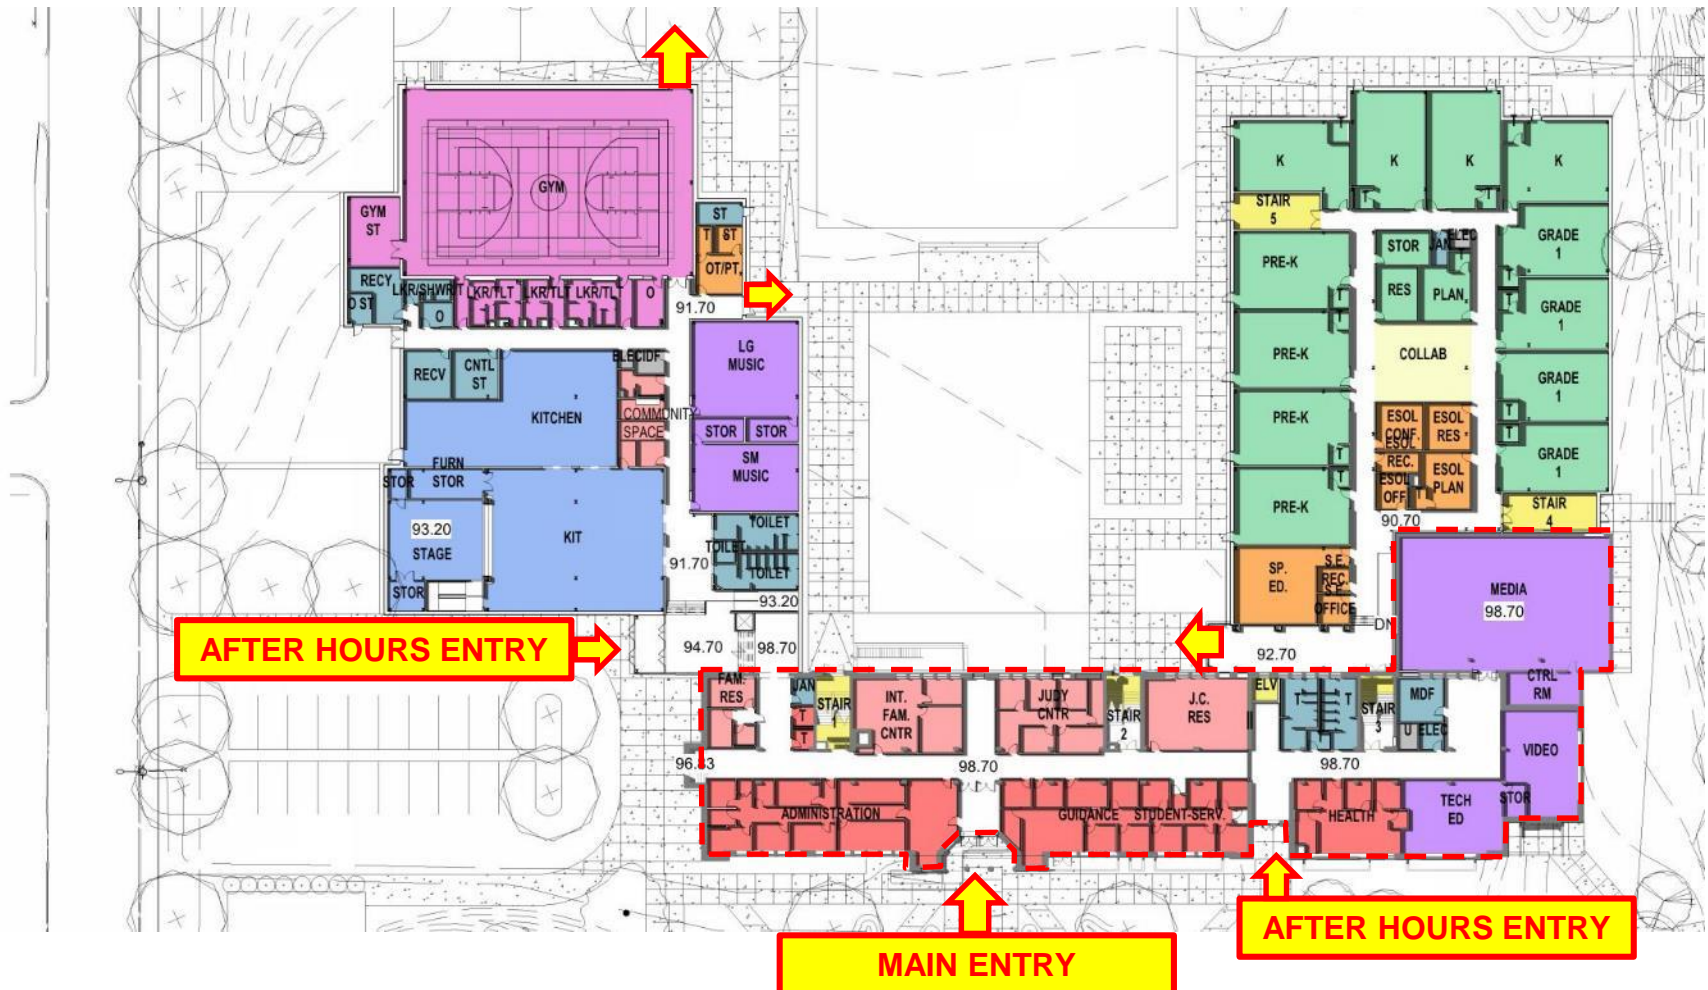 GYM
GYM
ST
RECY
D ST
LKR/SHWR/T
O
LKR/TLT
LKR/TLT
LKR/TLT
O
ST
T
ST
OT/PT
91.70
RECV
CNTL
ST
ELEC
IDF
KITCHEN
COMMUNITY
SPACE
LG
MUSIC
STOR
STOR
SM
MUSIC
FURN
STOR
STOR
93.20
STAGE
STOR
KIT
TOILET
T
TOILET
T
TOILET
91.70
93.20
94.70
98.70
AFTER HOURS ENTRY
K
T
K
T
K
T
K
T
STAIR
5
PRE-K
T
PRE-K
T
PRE-K
T
PRE-K
T
STOR
JAN
ELEC
T
RES
PLAN
COLLAB
GRADE
1
T
GRADE
1
GRADE
1
T
T
GRADE
1
ESOL
CONF.
ESOL
RES
ESOL
REC.
ESOL
OFF
T
ESOL
PLAN
90.70
STAIR
4
SP.
ED.
S.E.
REC.
S.E.
OFFICE
DN
92.70
MEDIA
98.70
FAM.
RES
JAN
T
T
STAIR
1
INT.
FAM.
CNTR
JUDY
CNTR
STAIR
2
J.C.
RES
ELV
T
T
STAIR
3
MDF
U
ELEC
CTRL
RM
VIDEO
96.33
98.70
98.70
ADMINISTRATION
GUIDANCE
STUDENT-SERV.
HEALTH
TECH
ED
STOR
MAIN ENTRY
AFTER HOURS ENTRY